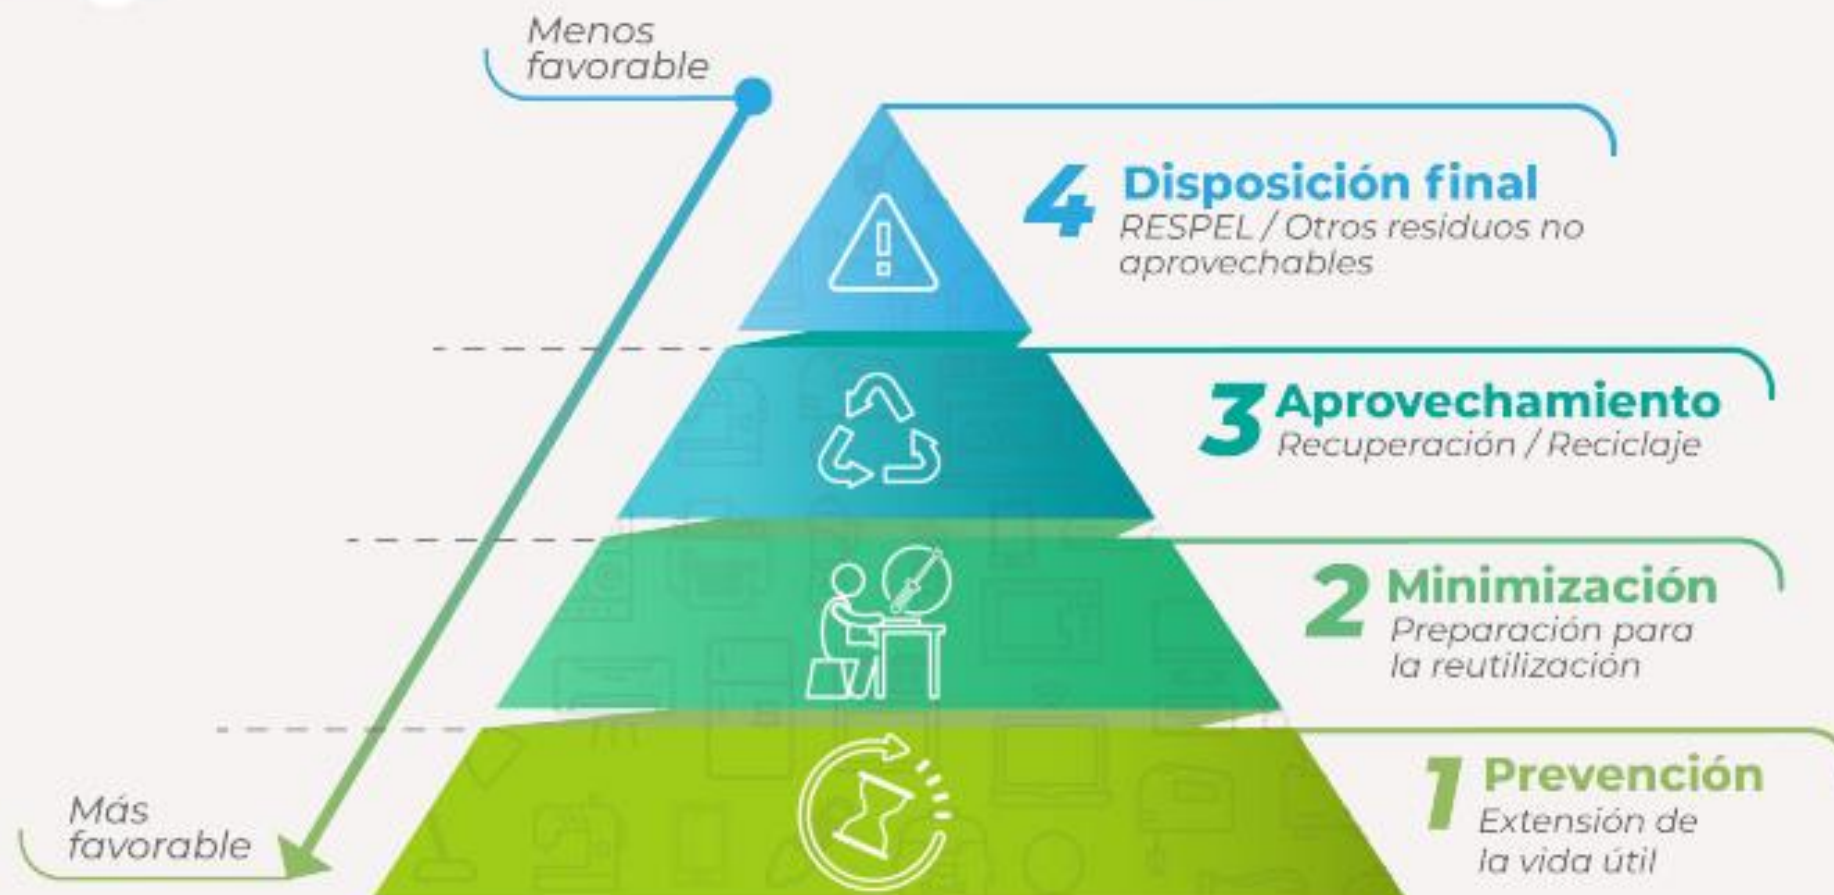 Menos
favorable
4 Disposición final
RESPEL / Otros residuos no
aprovechables
3 Aprovechamiento
Recuperación / Reciclaje
2 Minimización
Preparación para
la reutilización
1 Prevención
Extensión de
la vida útil
Más
favorable